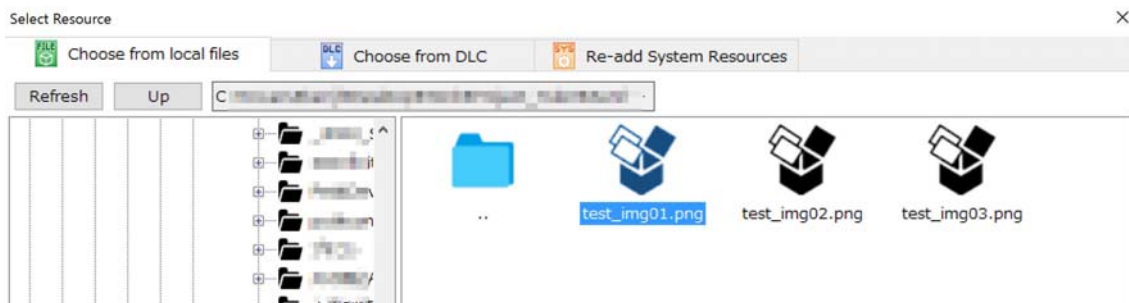 Select Resource
FILE Choose from local files
DLC Choose from DLC
SYS Re-add System Resources
Refresh Up C
..
test_img01.png test_img02.png test_img03.png